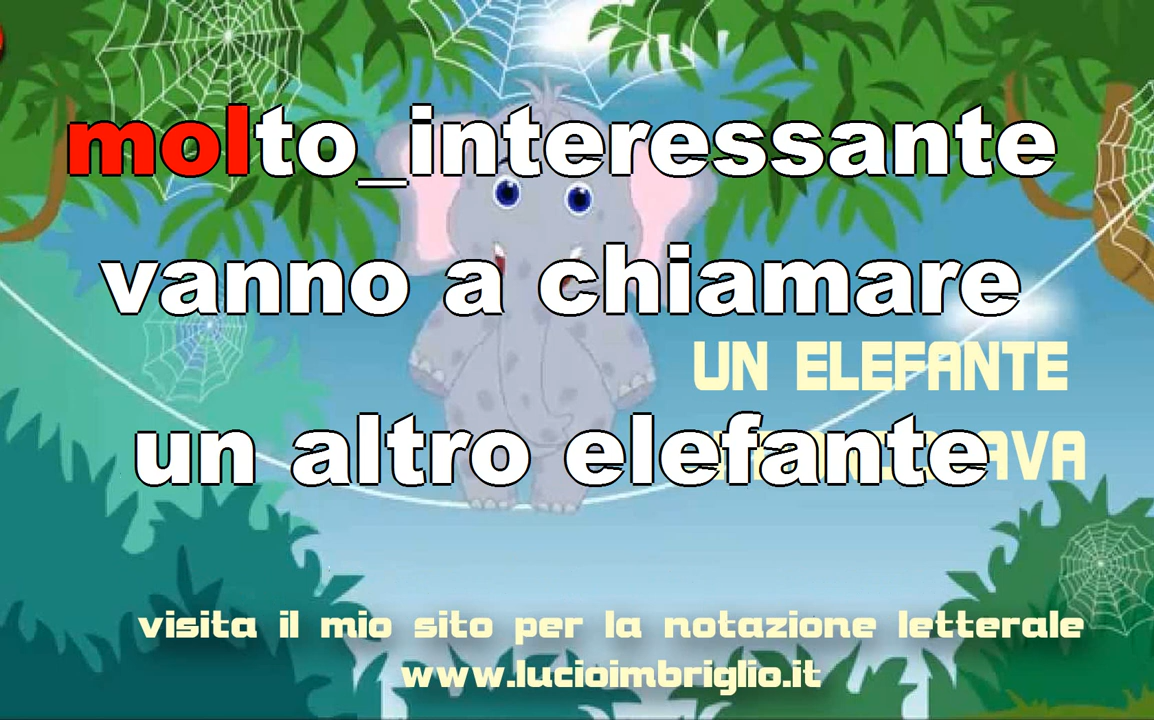 molto_interessante
vanno a chiamare
UN ELEFANTE
un altro elefante
visita il mio sito per la notazione letterale
www.lucioimbriglio.it